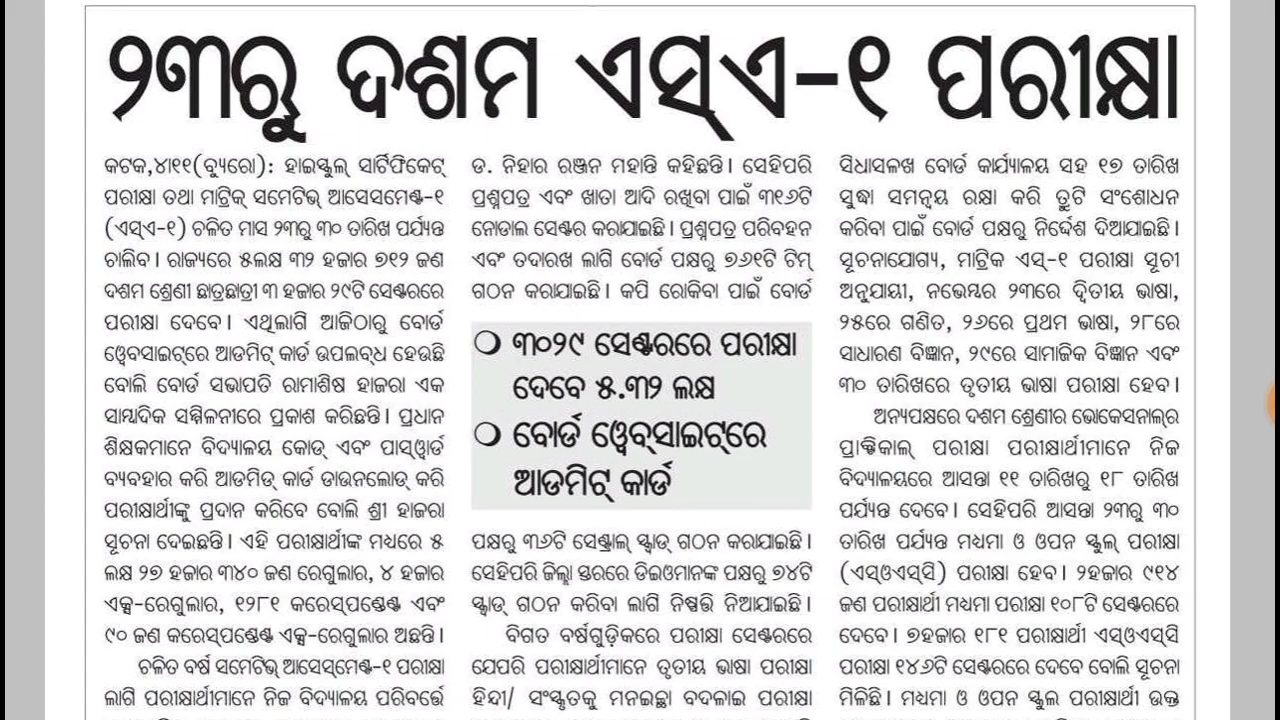 ୨୩ରୁ ଦଶମ ଏସ୍ଏ-୧ ପରୀକ୍ଷା
କଟକ,୪ା୧୧(ବ୍ୟୁରୋ): ହାଇସ୍କୁଲ୍ ସାର୍ଟିଫିକେଟ୍
ପରୀକ୍ଷା ତଥା ମାଟ୍ରିକ୍ ସମେଟିଭ୍ ଆସେସମେଣ୍ଟ-୧
(ଏସ୍ଏ-୧) ଚଳିତ ମାସ ୨୩ରୁ ୩୦ ତାରିଖ ପର୍ଯ୍ୟନ୍ତ
ଚାଲିବ। ରାଜ୍ୟରେ ୫ଲକ୍ଷ ୩୨ ହଜାର ୭୧୨ ଜଣ
ଦଶମ ଶ୍ରେଣୀ ଛାତ୍ରଛାତ୍ରୀ ୩ ହଜାର ୨୯ଟି ସେଣ୍ଟରରେ
ପରୀକ୍ଷା ଦେବେ। ଏଥିଲାଗି ଆଜିଠାରୁ ବୋର୍ଡ
ୱେବସାଇଟ୍‌ରେ ଆଡମିଟ୍ କାର୍ଡ ଉପଲବ୍ଧ ହେଉଛି
ବୋଲି ବୋର୍ଡ ସଭାପତି ରାମାଶିଷ ହାଜରା ଏକ
ସାମ୍ବାଦିକ ସମ୍ମିଳନୀରେ ପ୍ରକାଶ କରିଛନ୍ତି। ପ୍ରଧାନ
ଶିକ୍ଷକମାନେ ବିଦ୍ୟାଳୟ କୋଡ୍ ଏବଂ ପାସ୍‌ୱାର୍ଡ
ବ୍ୟବହାର କରି ଆଡମିଡ୍ କାର୍ଡ ଡାଉନଲୋଡ୍ କରି
ପରୀକ୍ଷାର୍ଥୀଙ୍କୁ ପ୍ରଦାନ କରିବେ ବୋଲି ଶ୍ରୀ ହାଜରା
ସୂଚନା ଦେଇଛନ୍ତି। ଏହି ପରୀକ୍ଷାର୍ଥୀଙ୍କ ମଧ୍ୟରେ ୫
ଲକ୍ଷ ୨୭ ହଜାର ୩୪୦ ଜଣ ରେଗୁଲାର, ୪ ହଜାର
ଏକ୍ସ-ରେଗୁଲାର, ୧୨୮୧ କରେସ୍‌ପଣ୍ଡେଣ୍ଟ ଏବଂ
୯୦ ଜଣ କରେସ୍‌ପଣ୍ଡେଣ୍ଟ ଏକ୍ସ-ରେଗୁଲାର ଅଛନ୍ତି।
ଚଳିତ ବର୍ଷ ସମେଟିଭ୍ ଆସେସ୍‌ମେଣ୍ଟ-୧ ପରୀକ୍ଷା
ଲାଗି ପରୀକ୍ଷାର୍ଥୀମାନେ ନିଜ ବିଦ୍ୟାଳୟ ପରିବର୍ତ୍ତେ
ଡ. ନିହାର ରଞ୍ଜନ ମହାନ୍ତି କହିଛନ୍ତି। ସେହିପରି
ପ୍ରଶ୍ନପତ୍ର ଏବଂ ଖାତା ଆଦି ରଖିବା ପାଇଁ ୩୧୬ଟି
ନୋଡାଲ ସେଣ୍ଟର କରାଯାଇଛି। ପ୍ରଶ୍ନପତ୍ର ପରିବହନ
ଏବଂ ତଦାରଖ ଲାଗି ବୋର୍ଡ ପକ୍ଷରୁ ୭୬୧ଟି ଟିମ୍
ଗଠନ କରାଯାଇଛି। କପି ରୋକିବା ପାଇଁ ବୋର୍ଡ
❍ ୩୦୨୯ ସେଣ୍ଟରରେ ପରୀକ୍ଷା
ଦେବେ ୫.୩୨ ଲକ୍ଷ
❍ ବୋର୍ଡ ୱେବ୍‌ସାଇଟ୍‌ରେ
ଆଡମିଟ୍ କାର୍ଡ
ପକ୍ଷରୁ ୩୬ଟି ସେଣ୍ଟ୍ରାଲ୍ ସ୍କ୍ୱାଡ୍ ଗଠନ କରାଯାଇଛି।
ସେହିପରି ଜିଲ୍ଲା ସ୍ତରରେ ଡିଇଓମାନଙ୍କ ପକ୍ଷରୁ ୭୪ଟି
ସ୍କ୍ୱାଡ୍ ଗଠନ କରିବା ଲାଗି ନିଷ୍ପତ୍ତି ନିଆଯାଇଛି।
ବିଗତ ବର୍ଷଗୁଡ଼ିକରେ ପରୀକ୍ଷା ସେଣ୍ଟରରେ
ଯେପରି ପରୀକ୍ଷାର୍ଥୀମାନେ ତୃତୀୟ ଭାଷା ପରୀକ୍ଷା
ହିନ୍ଦୀ/ ସଂସ୍କୃତକୁ ମନଇଚ୍ଛା ବଦଳାଇ ପରୀକ୍ଷା
ସିଧାସଳଖ ବୋର୍ଡ କାର୍ଯ୍ୟାଳୟ ସହ ୧୭ ତାରିଖ
ସୁଦ୍ଧା ସମନ୍ୱୟ ରକ୍ଷା କରି ତ୍ରୁଟି ସଂଶୋଧନ
କରିବା ପାଇଁ ବୋର୍ଡ ପକ୍ଷରୁ ନିର୍ଦ୍ଦେଶ ଦିଆଯାଇଛି।
ସୂଚନାଯୋଗ୍ୟ, ମାଟ୍ରିକ ଏସ୍-୧ ପରୀକ୍ଷା ସୂଚୀ
ଅନୁଯାୟୀ, ନଭେମ୍ବର ୨୩ରେ ଦ୍ୱିତୀୟ ଭାଷା,
୨୫ରେ ଗଣିତ, ୨୬ରେ ପ୍ରଥମ ଭାଷା, ୨୮ରେ
ସାଧାରଣ ବିଜ୍ଞାନ, ୨୯ରେ ସାମାଜିକ ବିଜ୍ଞାନ ଏବଂ
୩୦ ତାରିଖରେ ତୃତୀୟ ଭାଷା ପରୀକ୍ଷା ହେବ।
ଅନ୍ୟପକ୍ଷରେ ଦଶମ ଶ୍ରେଣୀର ଭୋକେସନାଲ୍‌ର
ପ୍ରାକ୍ଟିକାଲ୍ ପରୀକ୍ଷା ପରୀକ୍ଷାର୍ଥୀମାନେ ନିଜ
ବିଦ୍ୟାଳୟରେ ଆସନ୍ତା ୧୧ ତାରିଖରୁ ୧୮ ତାରିଖ
ପର୍ଯ୍ୟନ୍ତ ଦେବେ। ସେହିପରି ଆସନ୍ତା ୨୩ରୁ ୩୦
ତାରିଖ ପର୍ଯ୍ୟନ୍ତ ମଧ୍ୟମା ଓ ଓପନ ସ୍କୁଲ୍ ପରୀକ୍ଷା
(ଏସ୍ଓଏସ୍‌ସି) ପରୀକ୍ଷା ହେବ। ୨ହଜାର ୯୧୪
ଜଣ ପରୀକ୍ଷାର୍ଥୀ ମଧ୍ୟମା ପରୀକ୍ଷା ୧୦୮ଟି ସେଣ୍ଟରରେ
ଦେବେ। ୭ହଜାର ୧୮୧ ପରୀକ୍ଷାର୍ଥୀ ଏସ୍ଓଏସ୍‌ସି
ପରୀକ୍ଷା ୧୪୬ଟି ସେଣ୍ଟରରେ ଦେବେ ବୋଲି ସୂଚନା
ମିଳିଛି। ମଧ୍ୟମା ଓ ଓପନ ସ୍କୁଲ ପରୀକ୍ଷାର୍ଥୀ ଉକ୍ତ